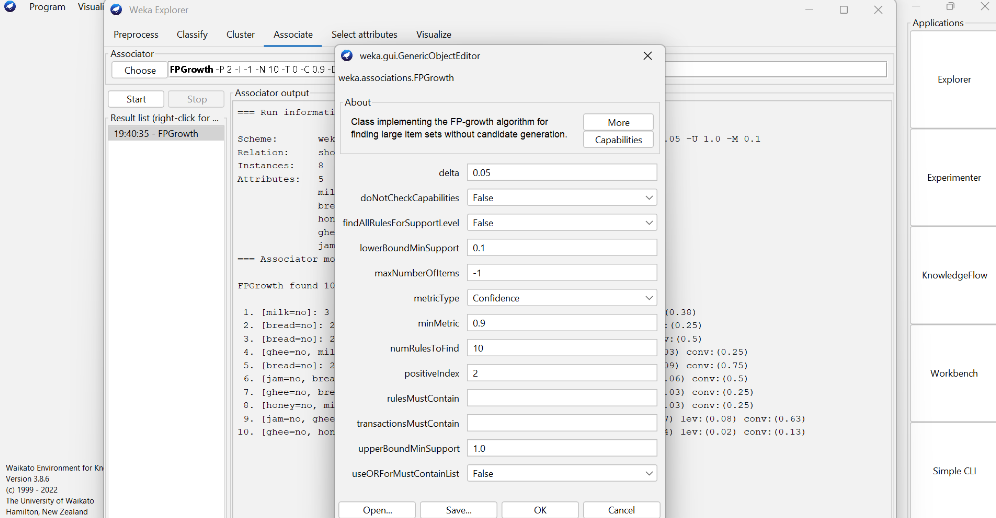 Program Visuali
Weka Explorer
Preprocess Classify Cluster Associate Select attributes Visualize
Associator
Choose FPGrowth -P 2 -I -1 -N 10 -T 0 -C 0.9 -D
Start Stop
Result list (right-click for ...
19:40:35 - FPGrowth
Associator output
=== Run informati
Scheme: wek .05 -U 1.0 -M 0.1
Relation: sho
Instances: 8
Attributes: 5
mil
bre
hon
ghe
jam
=== Associator mo
FPGrowth found 10
1. [milk=no]: 3 (0.38)
2. [bread=no]: 2 :(0.25)
3. [bread=no]: 2 v:(0.5)
4. [ghee=no, mil 03) conv:(0.25)
5. [bread=no]: 2 09) conv:(0.75)
6. [jam=no, brea .06) conv:(0.5)
7. [ghee=no, bre .03) conv:(0.25)
8. [honey=no, mi .03) conv:(0.25)
9. [jam=no, ghee 7) lev:(0.08) conv:(0.63)
10. [ghee=no, hon 4) lev:(0.02) conv:(0.13)
weka.gui.GenericObjectEditor
weka.associations.FPGrowth
About
Class implementing the FP-growth algorithm for
finding large item sets without candidate generation.
More
Capabilities
delta 0.05
doNotCheckCapabilities False
findAllRulesForSupportLevel False
lowerBoundMinSupport 0.1
maxNumberOfItems -1
metricType Confidence
minMetric 0.9
numRulesToFind 10
positiveIndex 2
rulesMustContain
transactionsMustContain
upperBoundMinSupport 1.0
useORForMustContainList False
Open... Save... OK Cancel
Applications
Explorer
Experimenter
KnowledgeFlow
Workbench
Simple CLI
Waikato Environment for Kn
Version 3.8.6
(c) 1999 - 2022
The University of Waikato
Hamilton, New Zealand